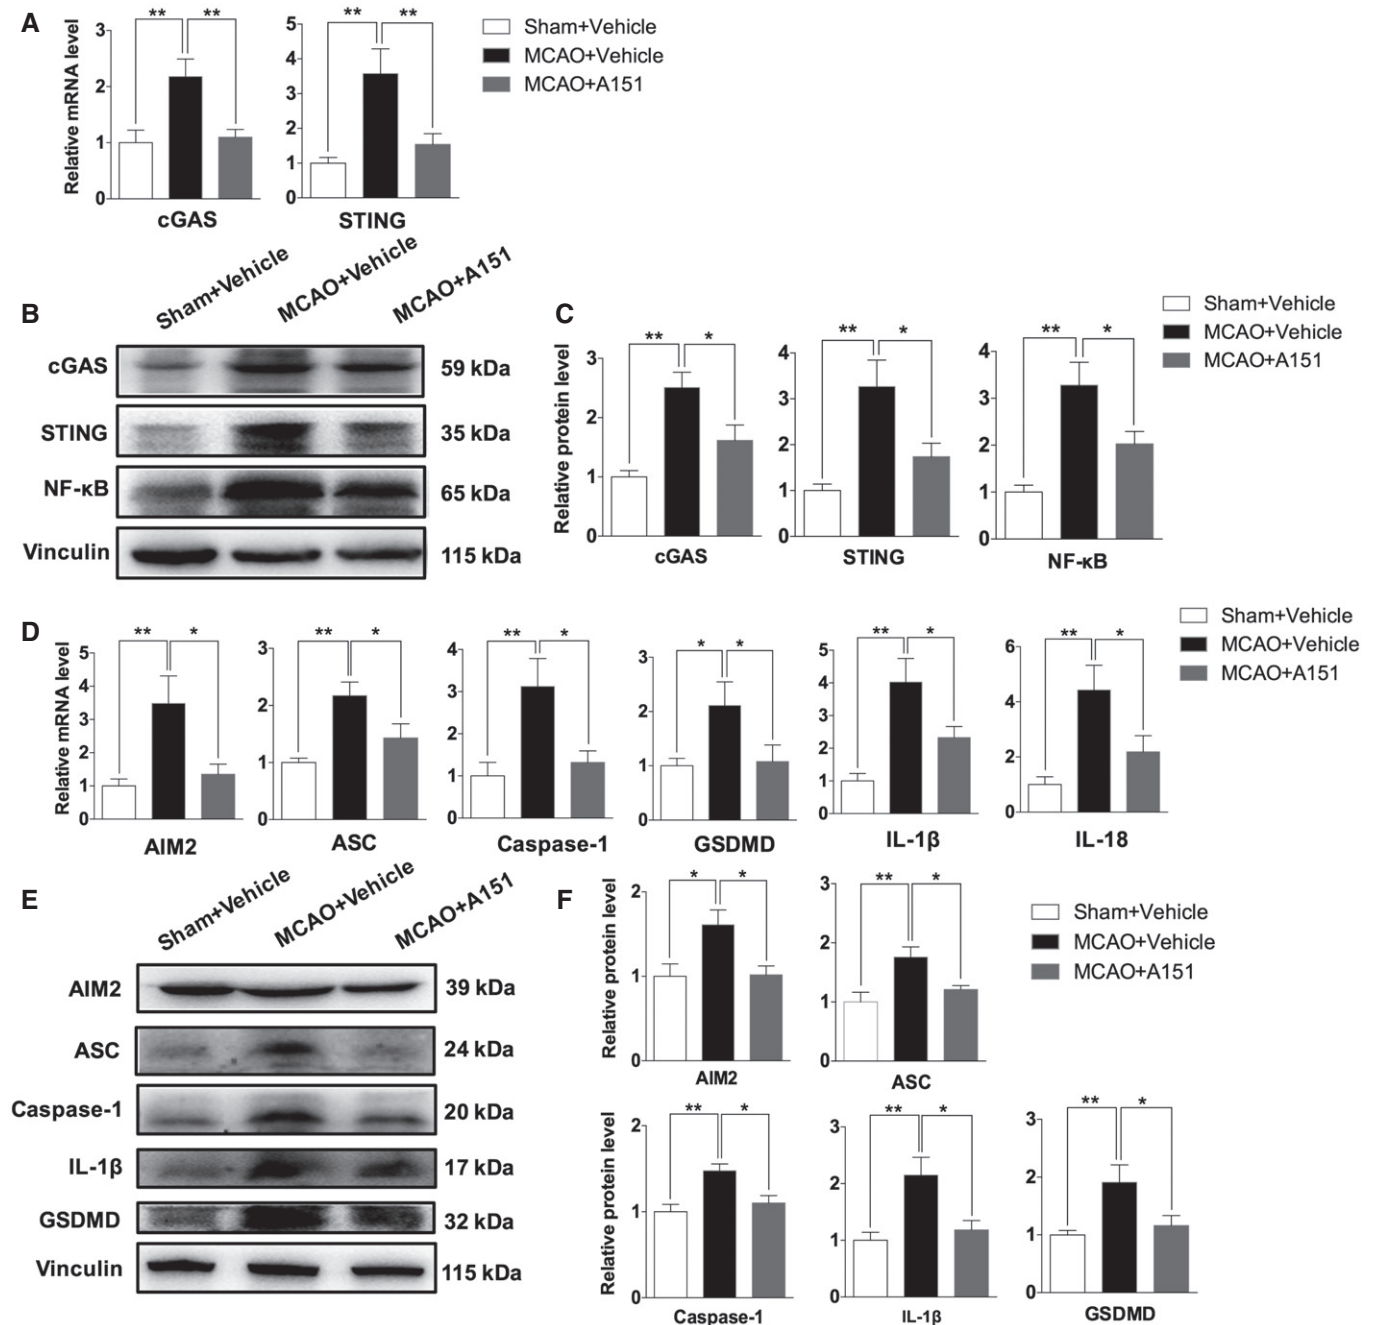 A
Relative mRNA level
3
2
1
0
** **
cGAS
5
4
3
2
1
0
** **
STING
Sham+Vehicle
MCAO+Vehicle
MCAO+A151
B
Sham+Vehicle
MCAO+Vehicle
MCAO+A151
cGAS 59 kDa
STING 35 kDa
NF-κB 65 kDa
Vinculin 115 kDa
C
Relative protein level
3
2
1
0
** *
cGAS
4
3
2
1
0
** *
STING
4
3
2
1
0
** *
NF-κB
Sham+Vehicle
MCAO+Vehicle
MCAO+A151
D
Relative mRNA level
5
4
3
2
1
0
** *
AIM2
3
2
1
0
** *
ASC
4
3
2
1
0
** *
Caspase-1
3
2
1
0
* *
GSDMD
5
4
3
2
1
0
** *
IL-1β
6
4
2
0
** *
IL-18
Sham+Vehicle
MCAO+Vehicle
MCAO+A151
E
Sham+Vehicle
MCAO+Vehicle
MCAO+A151
AIM2 39 kDa
ASC 24 kDa
Caspase-1 20 kDa
IL-1β 17 kDa
GSDMD 32 kDa
Vinculin 115 kDa
F
Relative protein level
2
1
0
* *
AIM2
3
2
1
0
** *
ASC
Sham+Vehicle
MCAO+Vehicle
MCAO+A151
Relative protein level
2
1
0
** *
Caspase-1
3
2
1
0
** *
IL-1β
3
2
1
0
** *
GSDMD